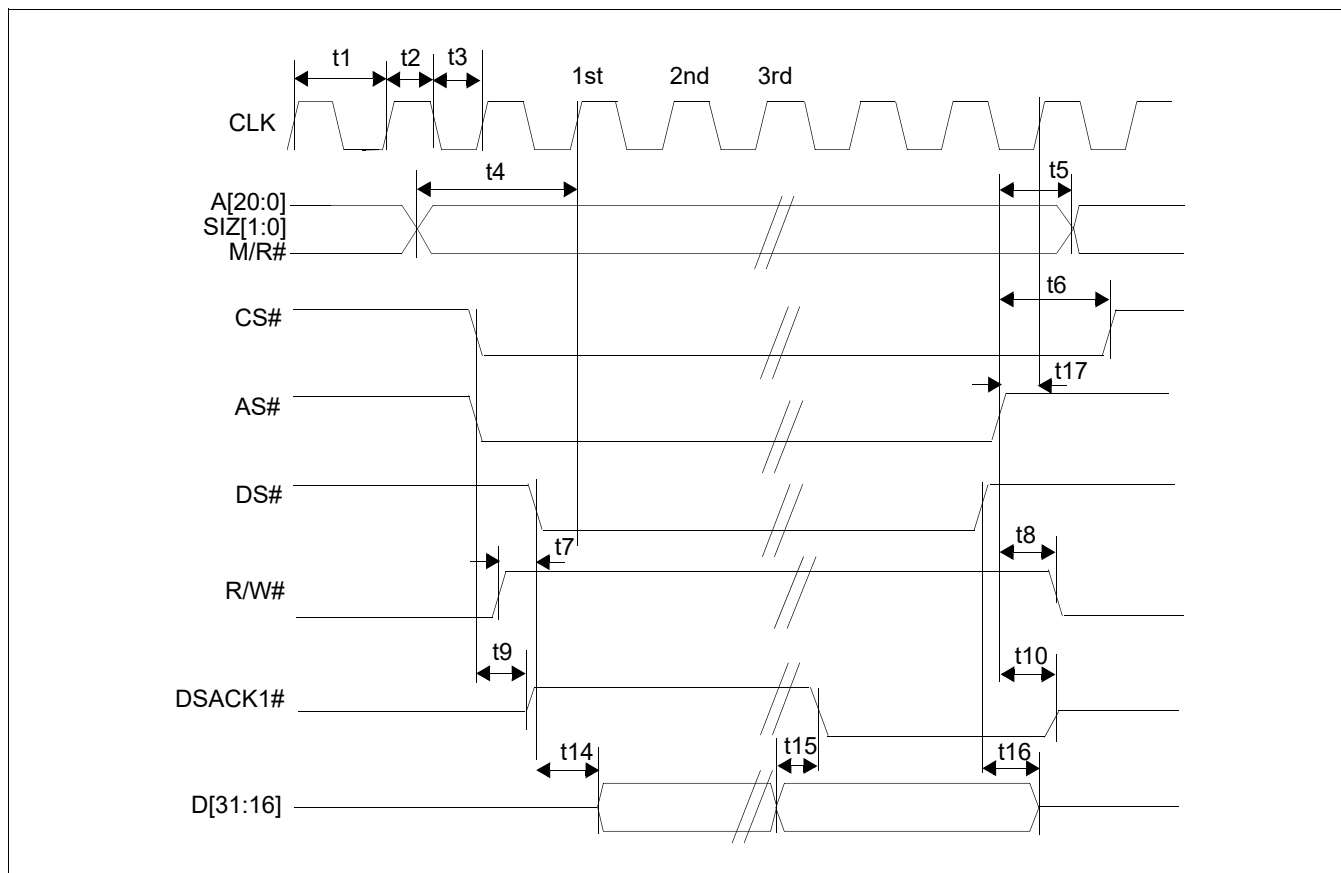 t1 t2 t3
1st 2nd 3rd
CLK
t4 t5
A[20:0]
SIZ[1:0]
M/R#
t6
CS#
t17
AS#
DS#
t7 t8
R/W#
t9 t10
DSACK1#
t14 t15 t16
D[31:16]